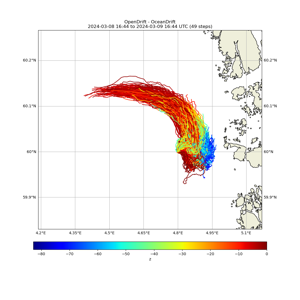 OpenDrift - OceanDrift
2024-03-08 16:44 to 2024-03-09 16:44 UTC (49 steps)
60.2°N 60.2°N
60.1°N 60.1°N
60°N 60°N
59.9°N 59.9°N
4.2°E 4.35°E 4.5°E 4.65°E 4.8°E 4.95°E 5.1°E
−80 −70 −60 −50 −40 −30 −20 −10 0
z